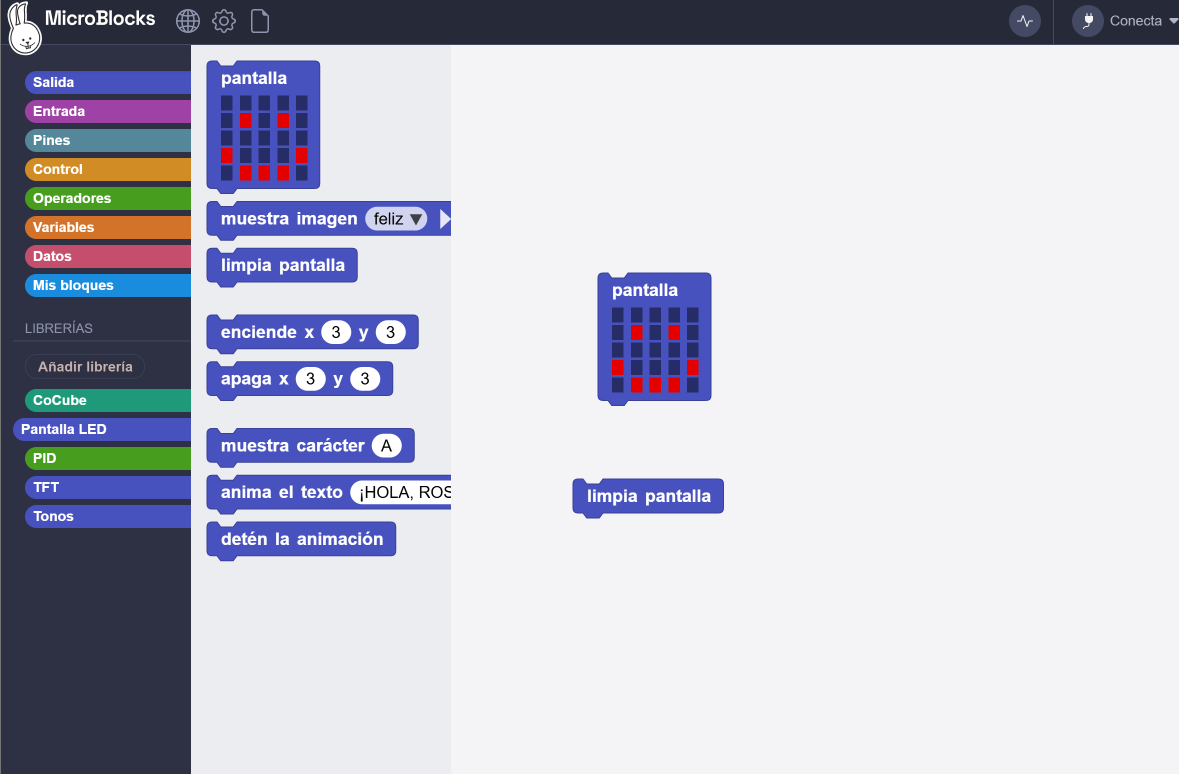 MicroBlocks
Conecta
Salida
Entrada
Pines
Control
Operadores
Variables
Datos
Mis bloques
LIBRERÍAS
Añadir librería
CoCube
Pantalla LED
PID
TFT
Tonos
pantalla
muestra imagen feliz
limpia pantalla
enciende x 3 y 3
apaga x 3 y 3
muestra carácter A
anima el texto ¡HOLA, ROS
detén la animación
pantalla
limpia pantalla